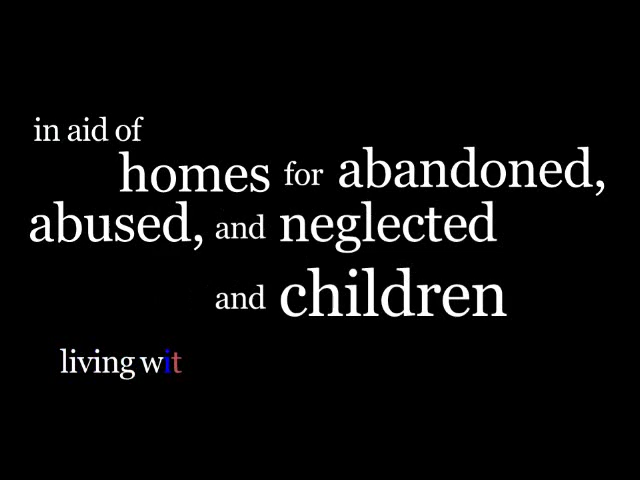 in aid of
homes for abandoned,
abused, and neglected
and children
living wit